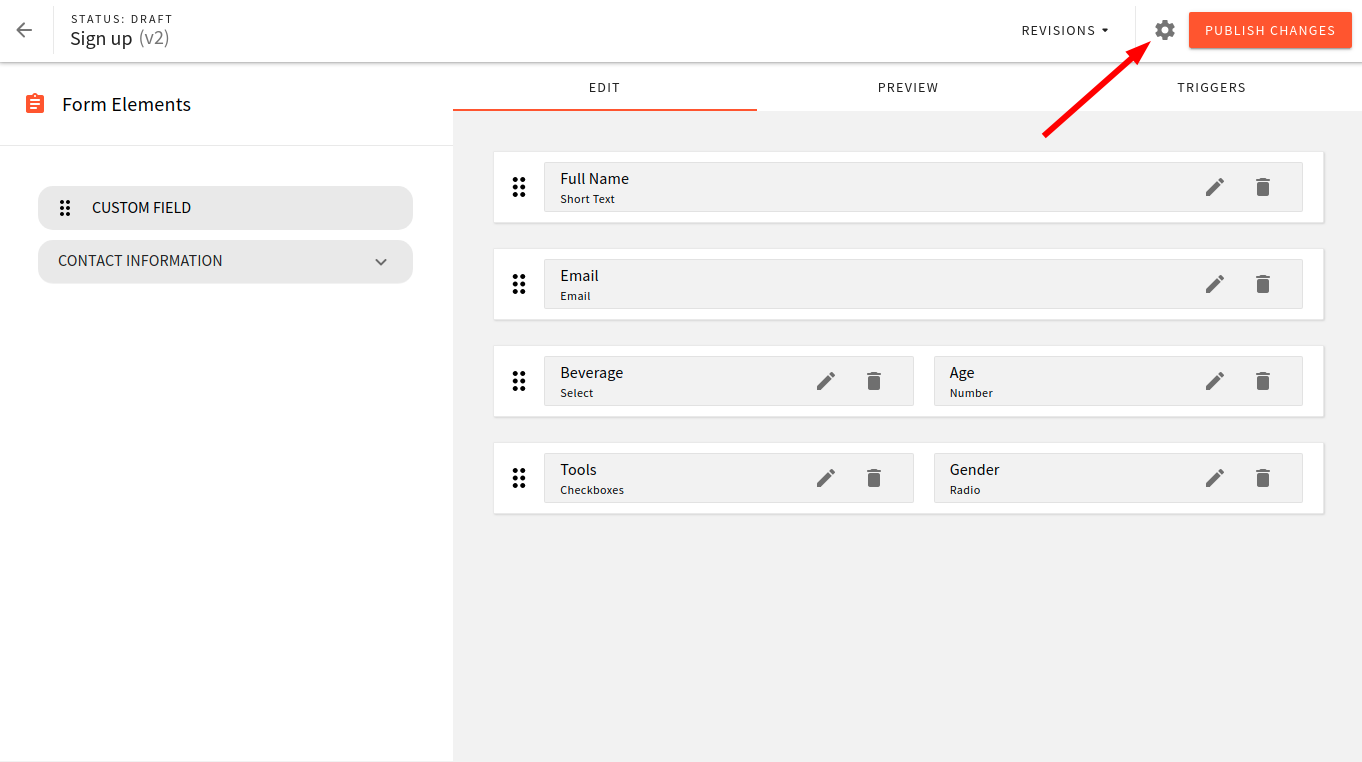 STATUS: DRAFT
Sign up (v2)
REVISIONS
PUBLISH CHANGES
Form Elements
EDIT
PREVIEW
TRIGGERS
CUSTOM FIELD
CONTACT INFORMATION
Full Name
Short Text
Email
Email
Beverage
Select
Age
Number
Tools
Checkboxes
Gender
Radio